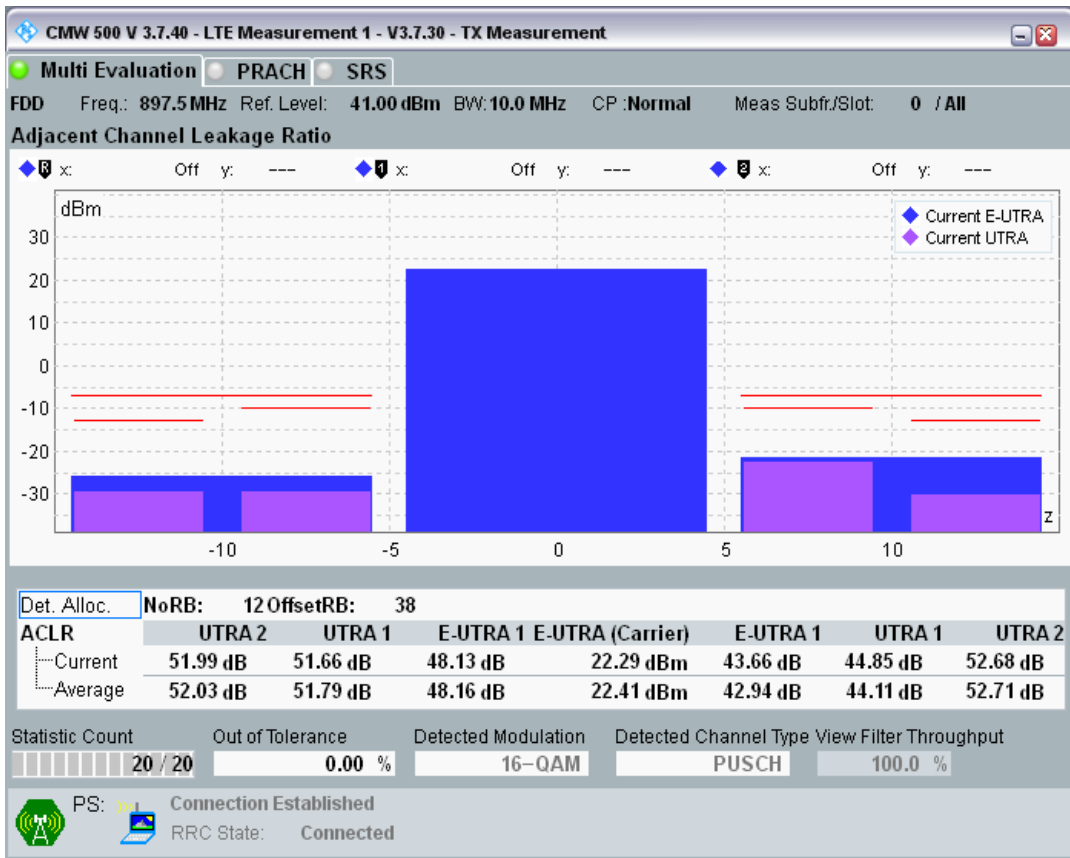 CMW 500 V 3.7.40 - LTE Measurement 1 - V3.7.30 - TX Measurement
Multi Evaluation PRACH SRS
FDD Freq.: 897.5 MHz Ref. Level: 41.00 dBm BW: 10.0 MHz CP :Normal Meas Subfr./Slot: 0 / All
Adjacent Channel Leakage Ratio
R x: Off y: --- 1 x: Off y: --- 2 x: Off y: ---
dBm
Current E-UTRA
Current UTRA
30
20
10
0
-10
-20
-30
z
-10 -5 0 5 10
Det. Alloc. NoRB: 12 OffsetRB: 38
ACLR UTRA 2 UTRA 1 E-UTRA 1 E-UTRA (Carrier) E-UTRA 1 UTRA 1 UTRA 2
Current 51.99 dB 51.66 dB 48.13 dB 22.29 dBm 43.66 dB 44.85 dB 52.68 dB
Average 52.03 dB 51.79 dB 48.16 dB 22.41 dBm 42.94 dB 44.11 dB 52.71 dB
Statistic Count Out of Tolerance Detected Modulation Detected Channel Type View Filter Throughput
20 / 20 0.00 % 16-QAM PUSCH 100.0 %
PS: Connection Established
RRC State: Connected